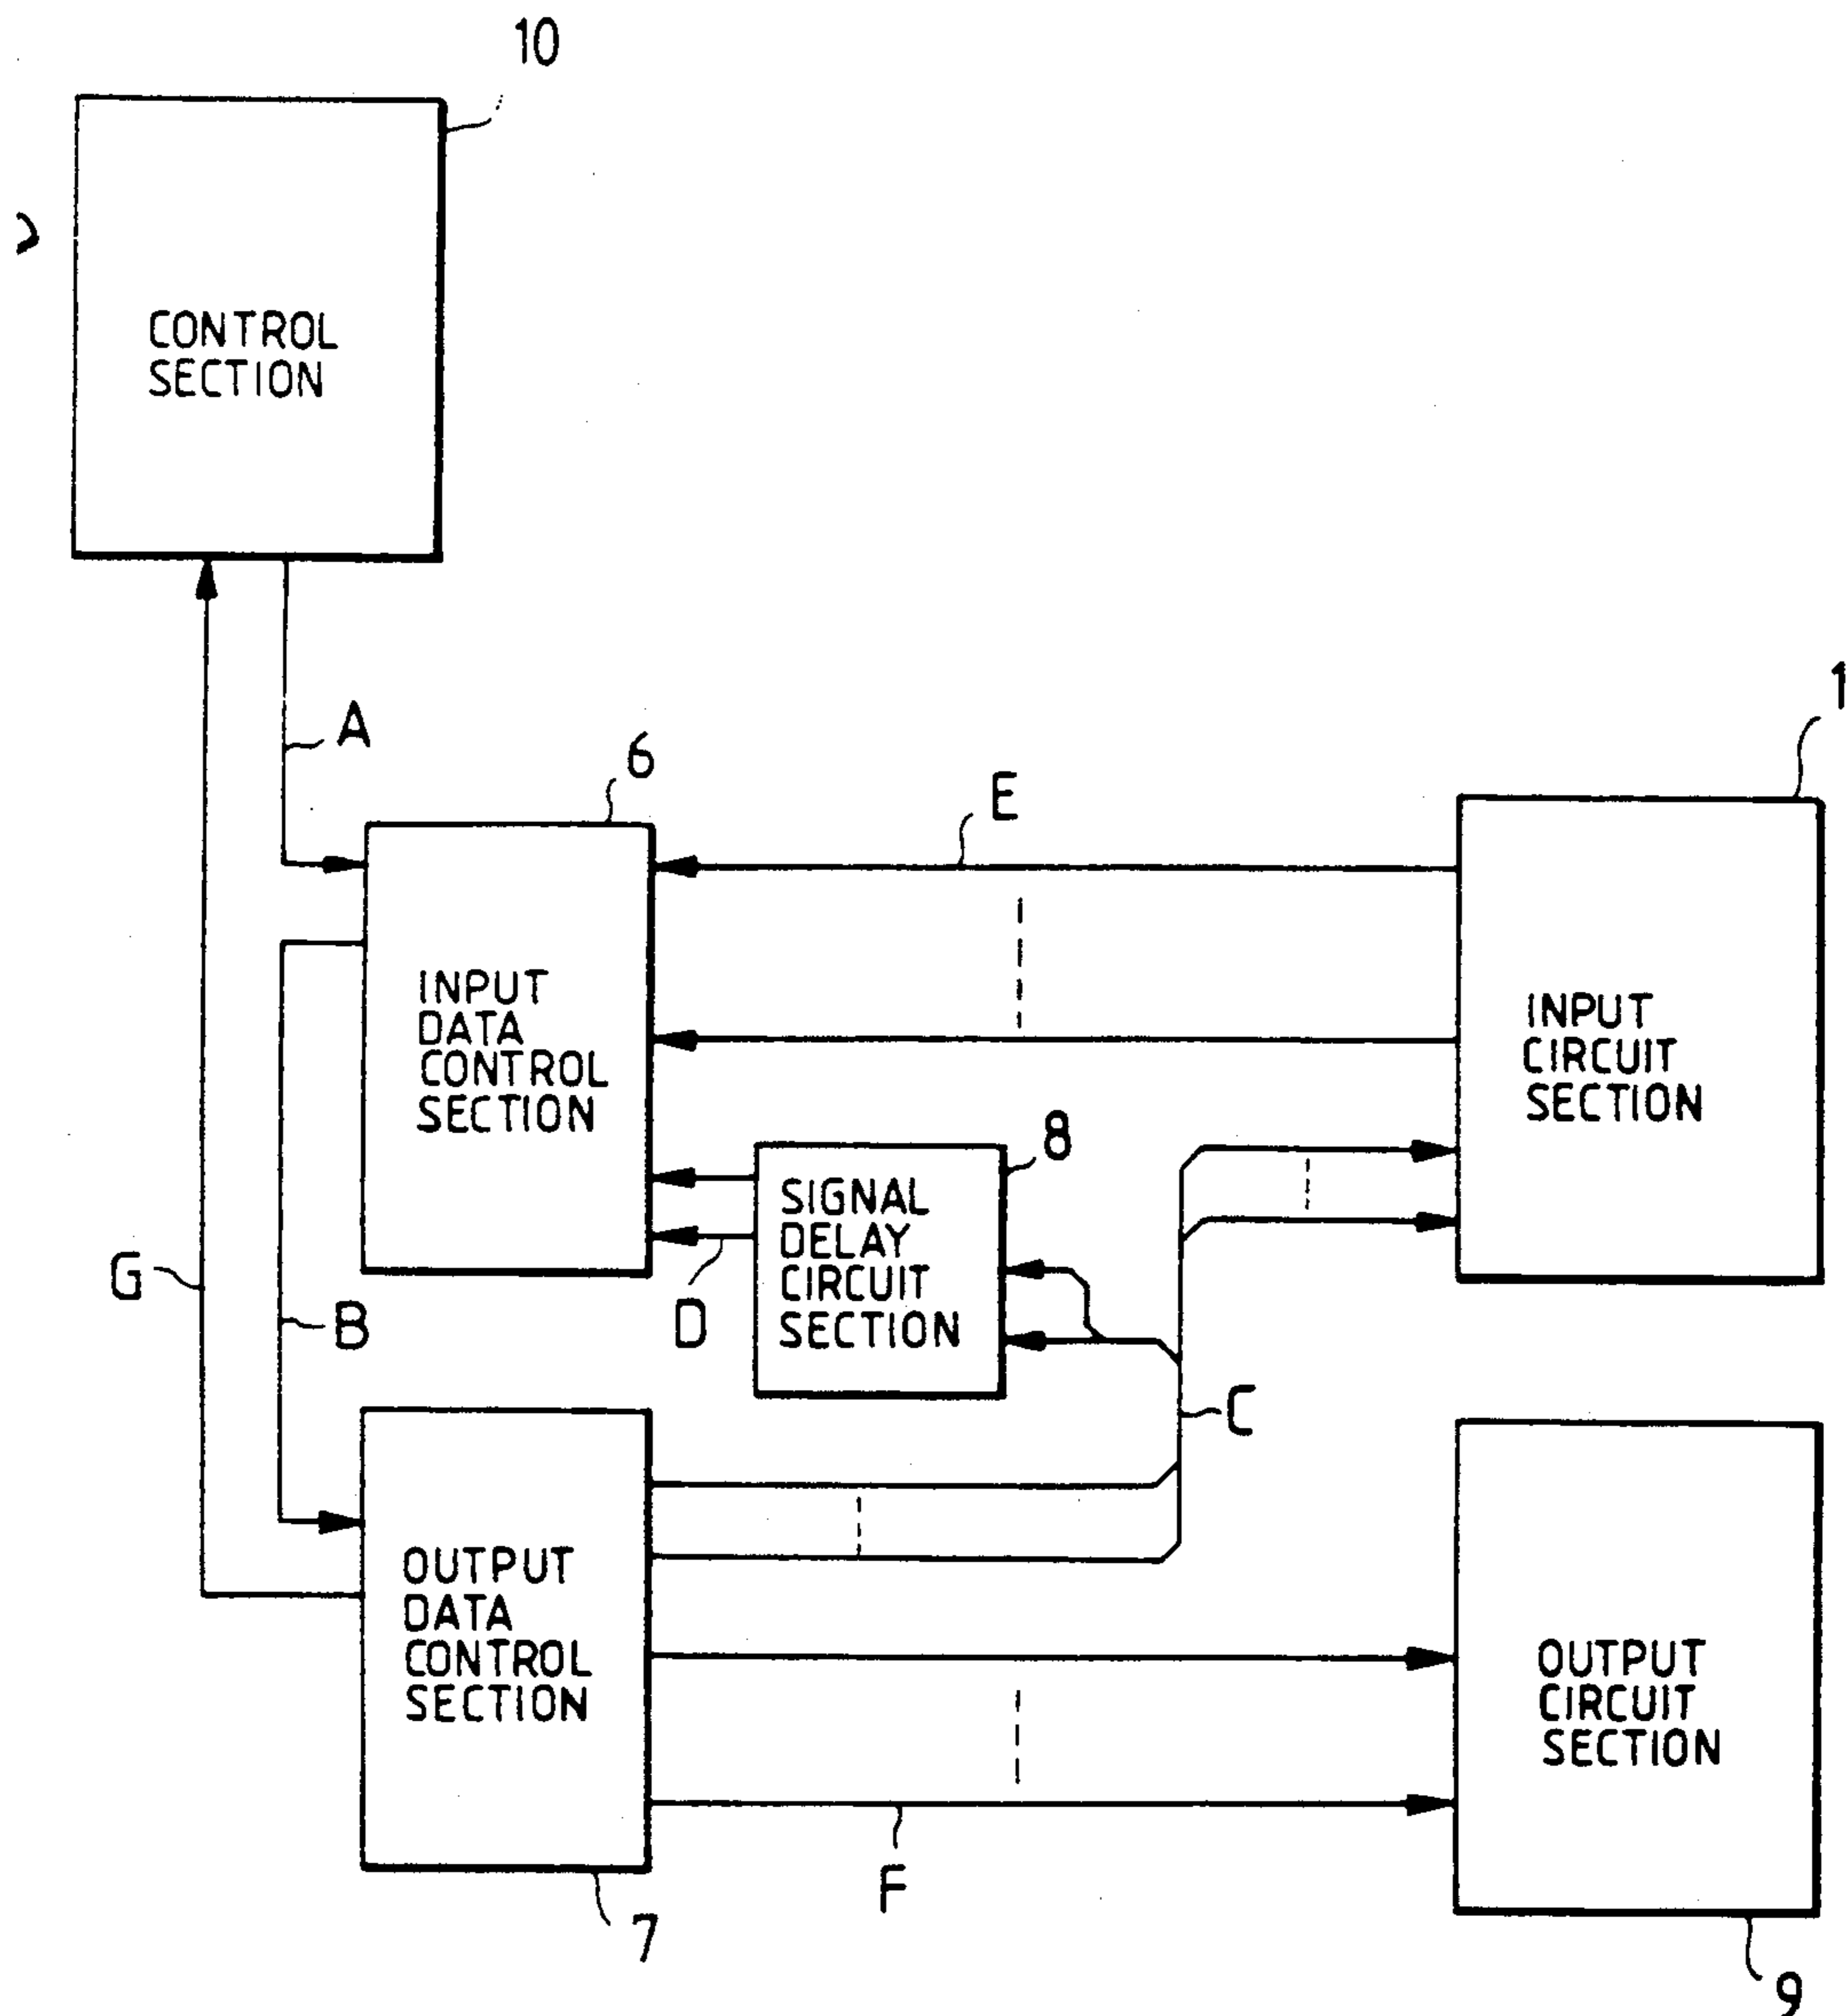 10
CONTROL
SECTION
A
6
E
1
INPUT
DATA
CONTROL
SECTION
INPUT
CIRCUIT
SECTION
8
SIGNAL
DELAY
CIRCUIT
SECTION
G
B
D
C
OUTPUT
DATA
CONTROL
SECTION
OUTPUT
CIRCUIT
SECTION
F
7
9